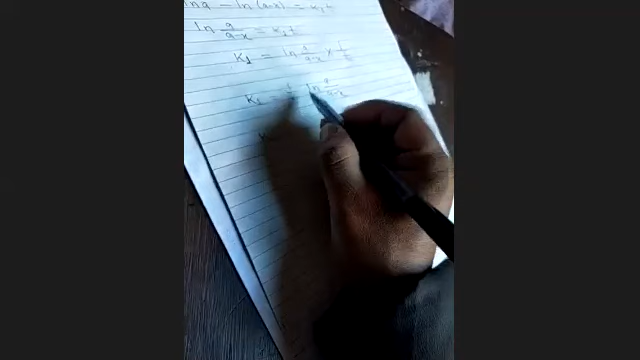 ln a - ln (a-x) = K₁t
ln a/(a-x) = K₁t
K₁ = ln a/(a-x) × 1/t
K₁ = 1/t ln a/(a-x)